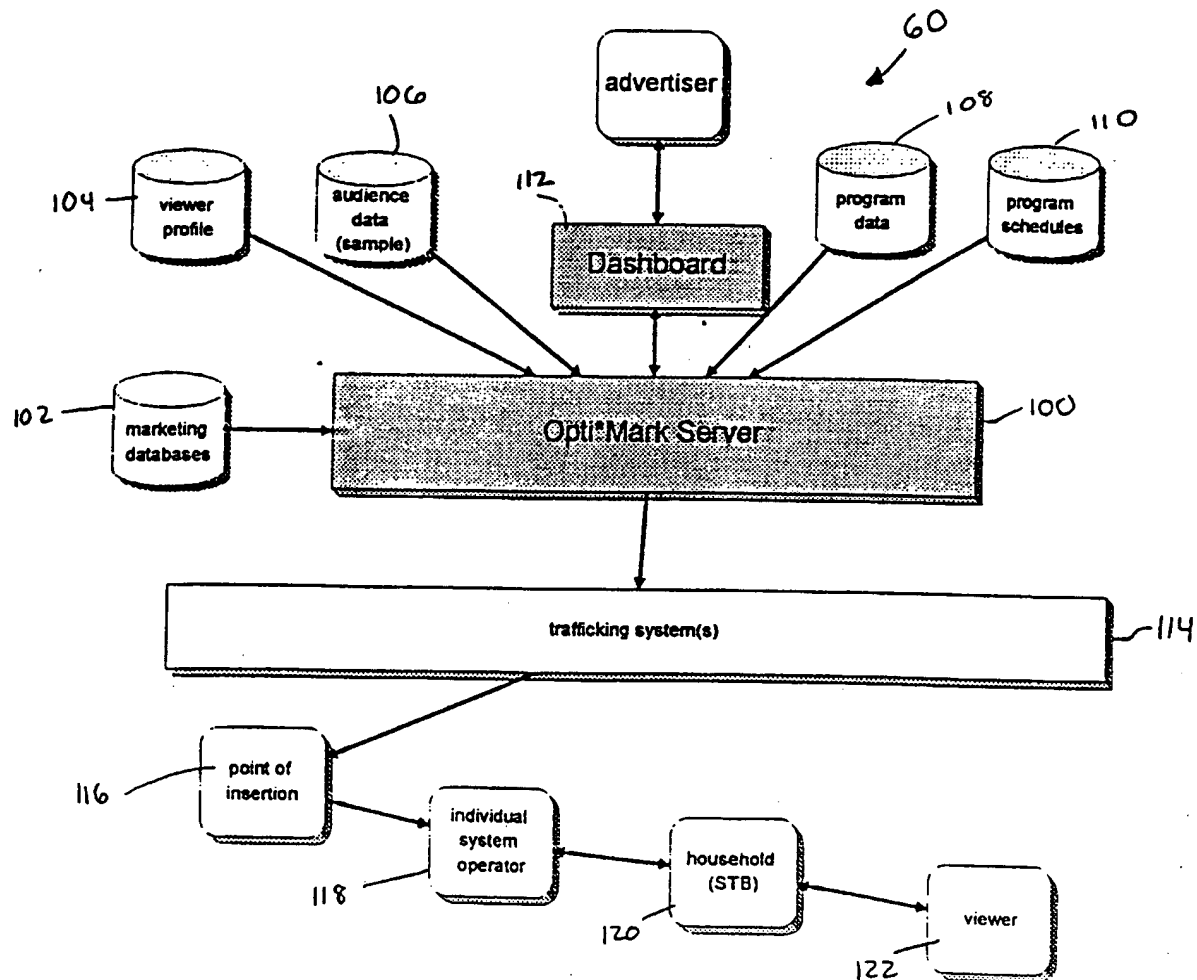 60
advertiser
106
108
110
104
viewer
profile
audience
data
(sample)
112
program
data
program
schedules
Dashboard
102
marketing
databases
Opti*Mark Server
100
trafficking system(s)
114
116
point of
insertion
individual
system
operator
118
household
(STB)
120
viewer
122